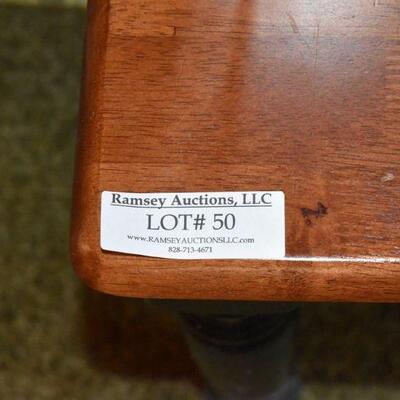 Ramsey Auctions, LLC
LOT# 50
www.RAMSEYAUCTIONSLLC.com
828-713-4671